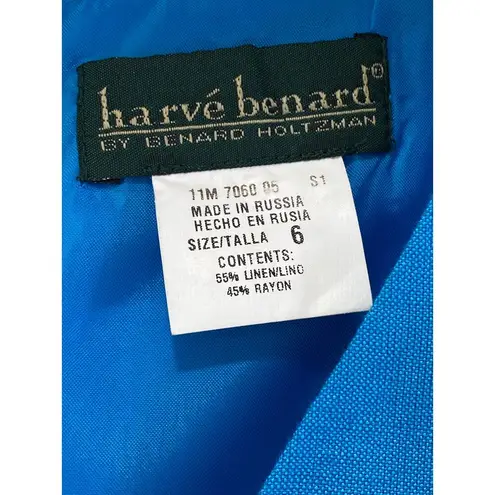 harvé benard®
BY BENARD HOLTZMAN
11M 7060 05 S1
MADE IN RUSSIA
HECHO EN RUSIA
SIZE/TALLA 6
CONTENTS:
55% LINEN/LINO
45% RAYON